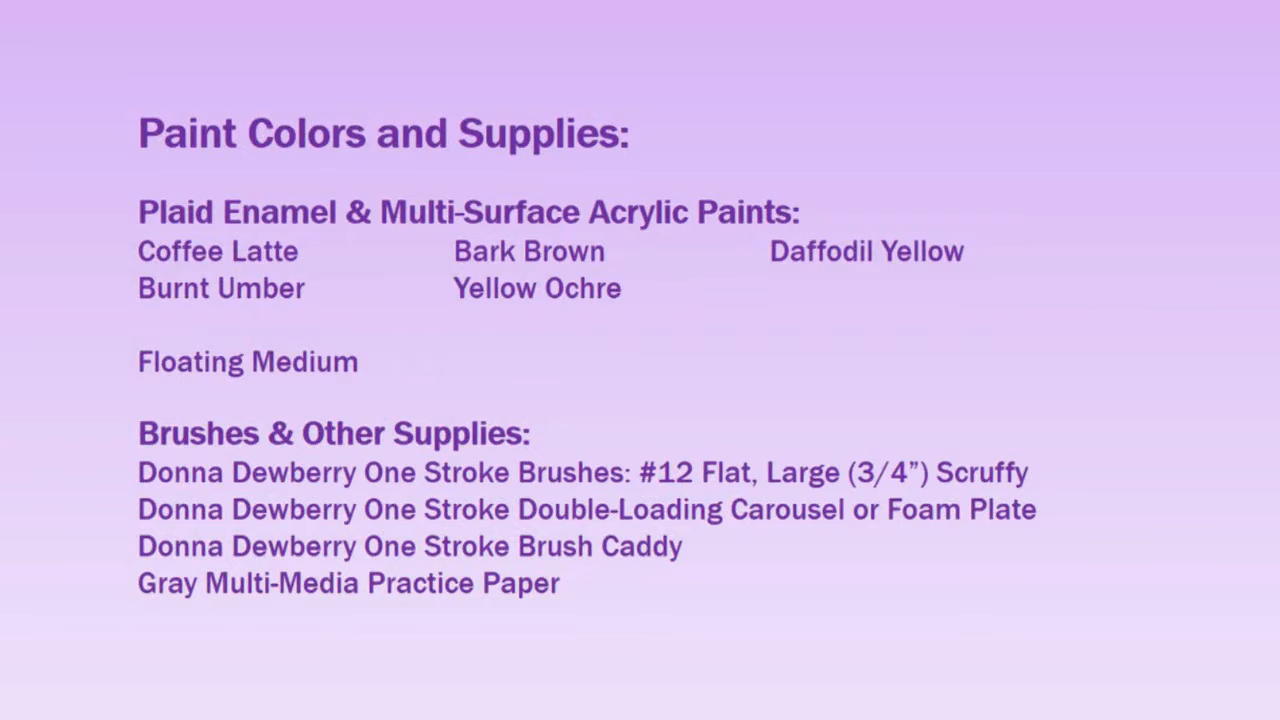 Paint Colors and Supplies:
Plaid Enamel & Multi-Surface Acrylic Paints:
Coffee Latte Bark Brown Daffodil Yellow
Burnt Umber Yellow Ochre
Floating Medium
Brushes & Other Supplies:
Donna Dewberry One Stroke Brushes: #12 Flat, Large (3/4”) Scruffy
Donna Dewberry One Stroke Double-Loading Carousel or Foam Plate
Donna Dewberry One Stroke Brush Caddy
Gray Multi-Media Practice Paper